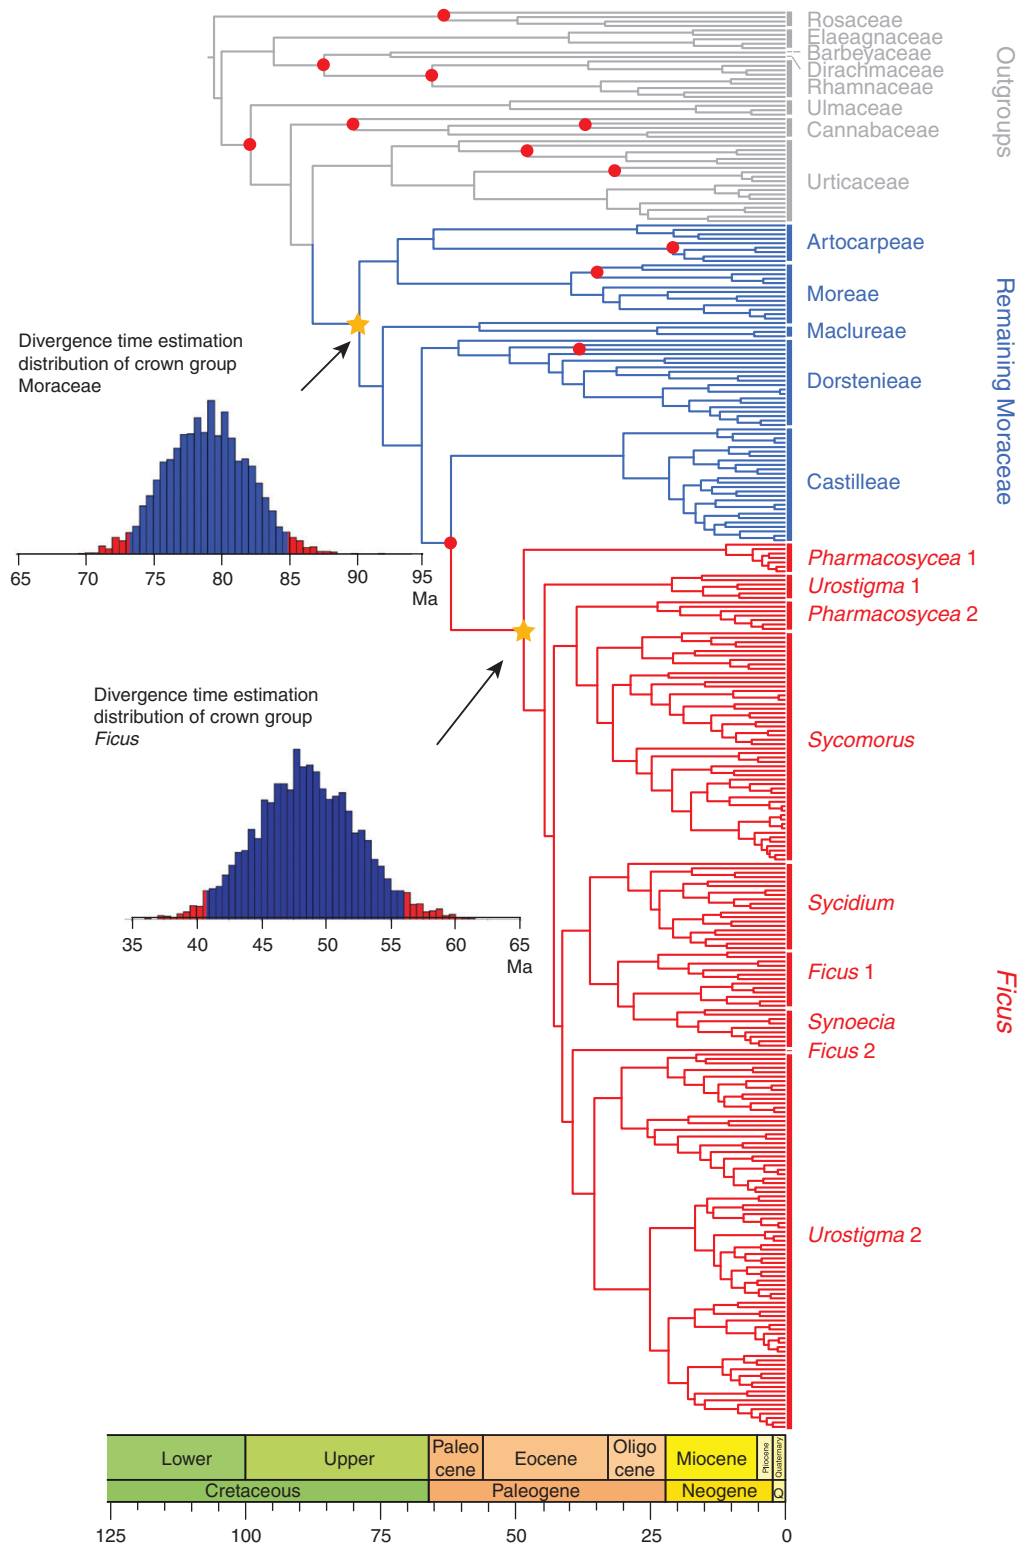 Rosaceae
Elaeagnaceae
Barbeyaceae
Dirachmaceae
Rhamnaceae
Ulmaceae
Cannabaceae
Urticaceae
Outgroups
Artocarpeae
Moreae
Maclureae
Dorstenieae
Castilleae
Remaining Moraceae
Divergence time estimation
distribution of crown group
Moraceae
65 70 75 80 85 90 95
Ma
Pharmacosycea 1
Urostigma 1
Pharmacosycea 2
Sycomorus
Sycidium
Ficus 1
Synoecia
Ficus 2
Urostigma 2
Ficus
Divergence time estimation
distribution of crown group
Ficus
35 40 45 50 55 60 65
Ma
Lower Upper Paleo cene Eocene Oligo cene Miocene Pliocene Quaternary
Cretaceous Paleogene Neogene Q
125 100 75 50 25 0